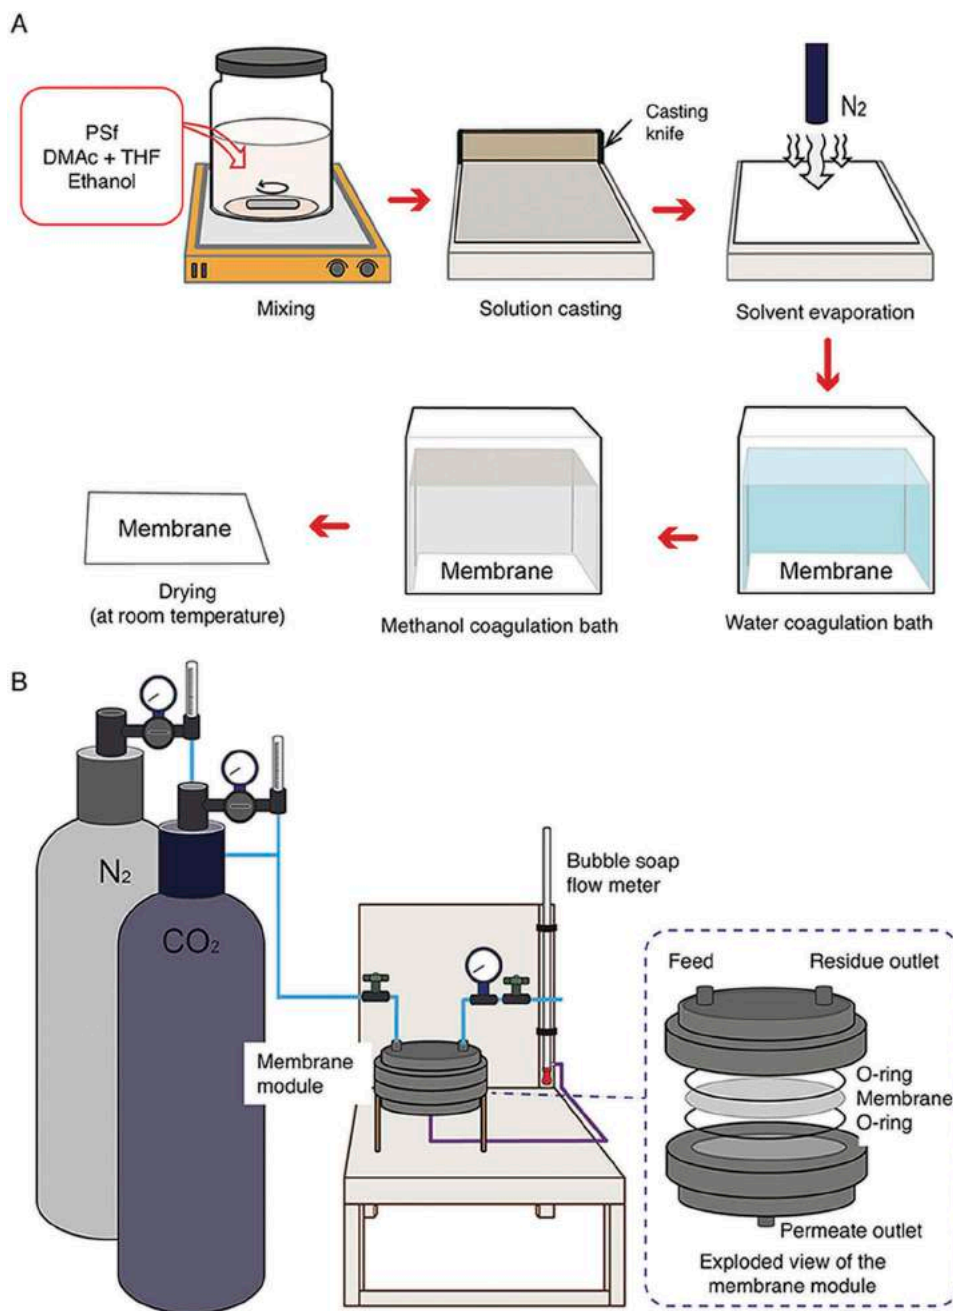 A
PSf
DMAc + THF
Ethanol
Casting
knife
N2
Mixing
Solution casting
Solvent evaporation
Membrane
Membrane
Membrane
Drying
(at room temperature)
Methanol coagulation bath
Water coagulation bath
B
N2
CO2
Bubble soap
flow meter
Membrane
module
Feed
Residue outlet
O-ring
Membrane
O-ring
Permeate outlet
Exploded view of the
membrane module